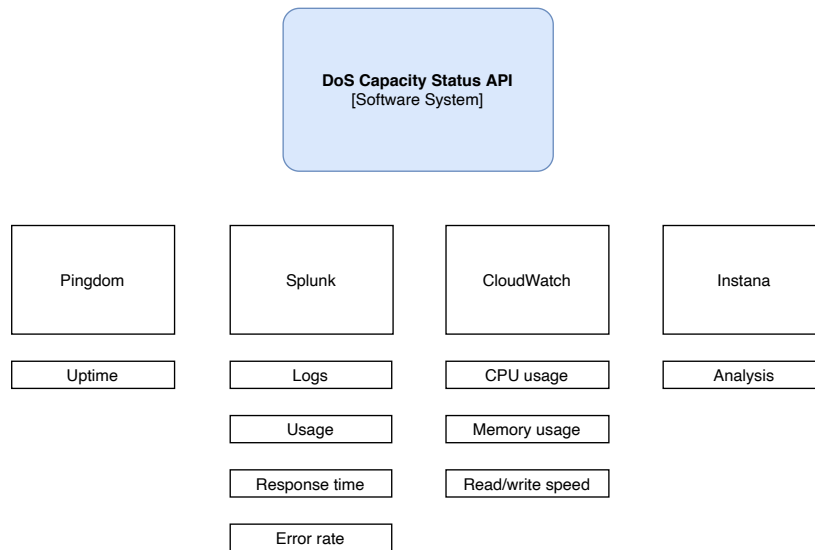 DoS Capacity Status API
[Software System]
Pingdom
Splunk
CloudWatch
Instana
Uptime
Logs
CPU usage
Analysis
Usage
Memory usage
Response time
Read/write speed
Error rate